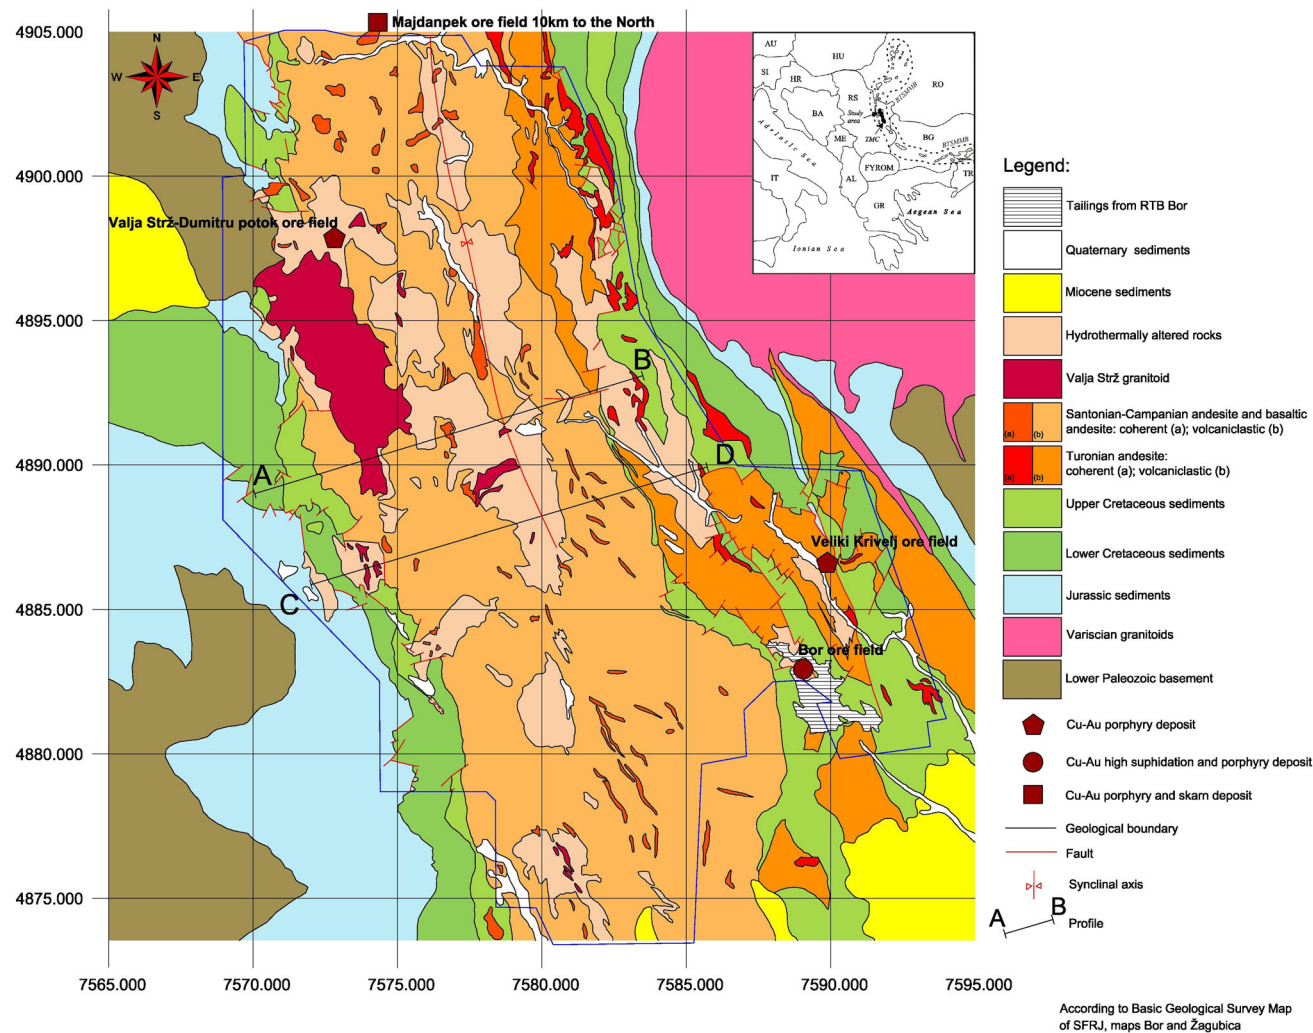 Majdanpek ore field 10km to the North
4905.000
4900.000
4895.000
4890.000
4885.000
4880.000
4875.000
7565.000
7570.000
7575.000
7580.000
7585.000
7590.000
7595.000
N
W
E
S
Valja Strž-Dumitru potok ore field
A
B
C
D
Veliki Krivelj ore field
Bor ore field
AU
HU
SI
HR
RO
BA
RS
Study
area
BTSMMB
ME
TMC
BG
BTSMMB
Adriatic Sea
FYROM
TR
IT
AL
GR
Aegean Sea
Ionian Sea
Legend:
Tailings from RTB Bor
Quaternary sediments
Miocene sediments
Hydrothermally altered rocks
Valja Strž granitoid
(a) (b)
Santonian-Campanian andesite and basaltic
andesite: coherent (a); volcaniclastic (b)
(a) (b)
Turonian andesite:
coherent (a); volcaniclastic (b)
Upper Cretaceous sediments
Lower Cretaceous sediments
Jurassic sediments
Variscian granitoids
Lower Paleozoic basement
Cu-Au porphyry deposit
Cu-Au high suphidation and porphyry deposit
Cu-Au porphyry and skarn deposit
Geological boundary
Fault
Synclinal axis
A B
Profile
According to Basic Geological Survey Map
of SFRJ, maps Bor and Žagubica